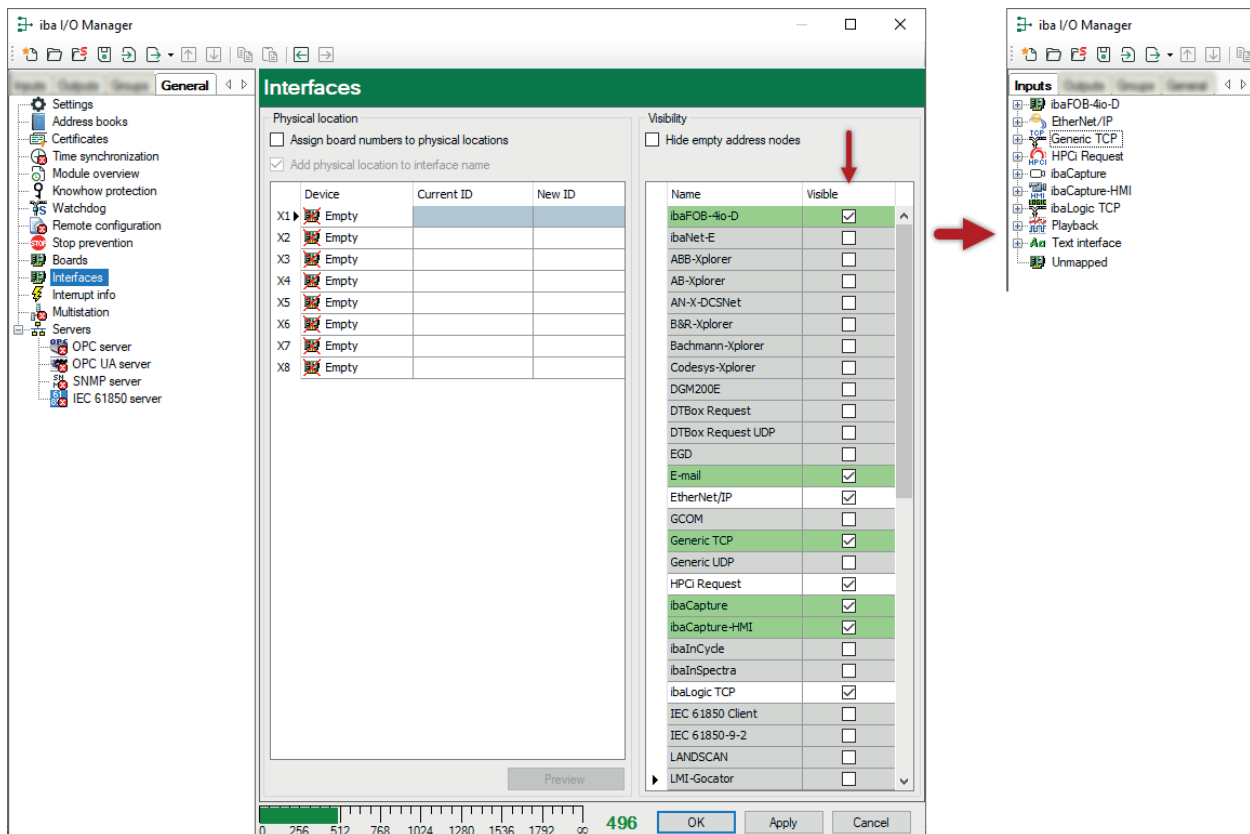 iba I/O Manager
General
Settings
Address books
Certificates
Time synchronization
Module overview
Knowhow protection
Watchdog
Remote configuration
Stop prevention
Boards
Interfaces
Interrupt info
Multistation
Servers
OPC server
OPC UA server
SNMP server
IEC 61850 server
Interfaces
Physical location
Assign board numbers to physical locations
Add physical location to interface name
Device Current ID New ID
X1 Empty
X2 Empty
X3 Empty
X4 Empty
X5 Empty
X6 Empty
X7 Empty
X8 Empty
Preview
Visibility
Hide empty address nodes
Name Visible
ibaFOB-4io-D
ibaNet-E
ABB-Xplorer
AB-Xplorer
AN-X-DCSNet
B&R-Xplorer
Bachmann-Xplorer
Codesys-Xplorer
DGM200E
DTBox Request
DTBox Request UDP
EGD
E-mail
EtherNet/IP
GCOM
Generic TCP
Generic UDP
HPCi Request
ibaCapture
ibaCapture-HMI
ibaInCycle
ibaInSpectra
ibaLogic TCP
IEC 61850 Client
IEC 61850-9-2
LANDSCAN
LMI-Gocator
0 256 512 768 1024 1280 1536 1792 ∞
496
OK Apply Cancel
iba I/O Manager
Inputs
ibaFOB-4io-D
EtherNet/IP
Generic TCP
HPCi Request
ibaCapture
ibaCapture-HMI
ibaLogic TCP
Playback
Text interface
Unmapped